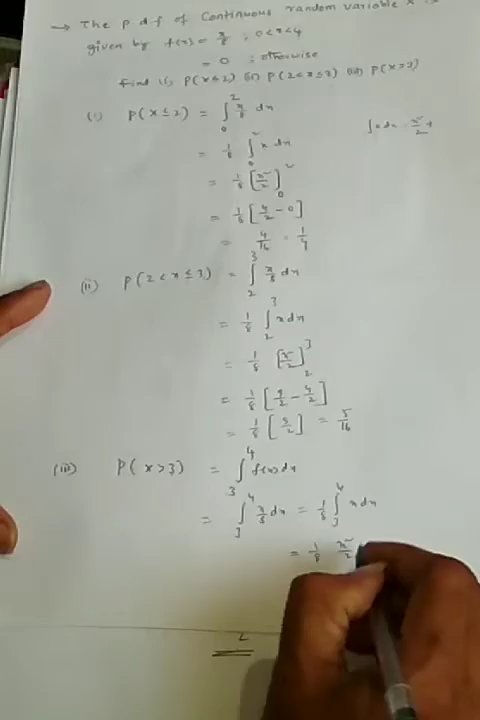 → The p d f of Continuous random variable X is
given by f(x) = x/8 ; 0<x<4
= 0 ; otherwise
Find (i) P(X≤2) (ii) P(2<x≤3) (iii) P(x>3)
(i) P(X≤2) = ∫₀² x/8 dx
∫x dx = x²/2 +
= 1/8 ∫₀² x dx
= 1/8 [x²/2]₀²
= 1/8 [4/2 - 0]
= 4/16 = 1/4
(ii) P(2<x≤3) = ∫₂³ x/8 dx
= 1/8 ∫₂³ x dx
= 1/8 [x²/2]₂³
= 1/8 [9/2 - 4/2]
= 1/8 [5/2] = 5/16
(iii) P(x>3) = ∫₃⁴ f(x) dx
= ∫₃⁴ x/8 dx = 1/8 ∫₃⁴ x dx
= 1/8 x²/2